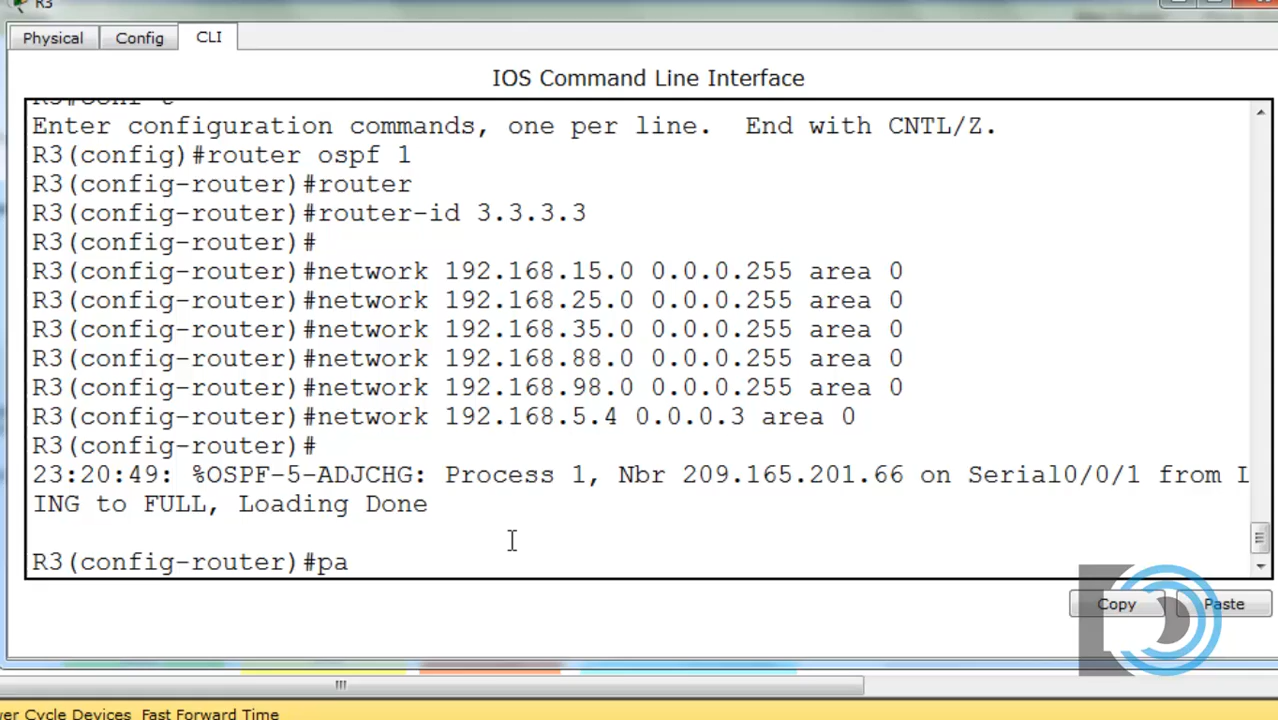 R3
Physical
Config
CLI
IOS Command Line Interface
R3#conf t
Enter configuration commands, one per line.  End with CNTL/Z.
R3(config)#router ospf 1
R3(config-router)#router
R3(config-router)#router-id 3.3.3.3
R3(config-router)#
R3(config-router)#network 192.168.15.0 0.0.0.255 area 0
R3(config-router)#network 192.168.25.0 0.0.0.255 area 0
R3(config-router)#network 192.168.35.0 0.0.0.255 area 0
R3(config-router)#network 192.168.88.0 0.0.0.255 area 0
R3(config-router)#network 192.168.98.0 0.0.0.255 area 0
R3(config-router)#network 192.168.5.4 0.0.0.3 area 0
R3(config-router)#
23:20:49: %OSPF-5-ADJCHG: Process 1, Nbr 209.165.201.66 on Serial0/0/1 from L
ING to FULL, Loading Done
R3(config-router)#pa
Copy
Paste
er Cycle Devices  Fast Forward Time